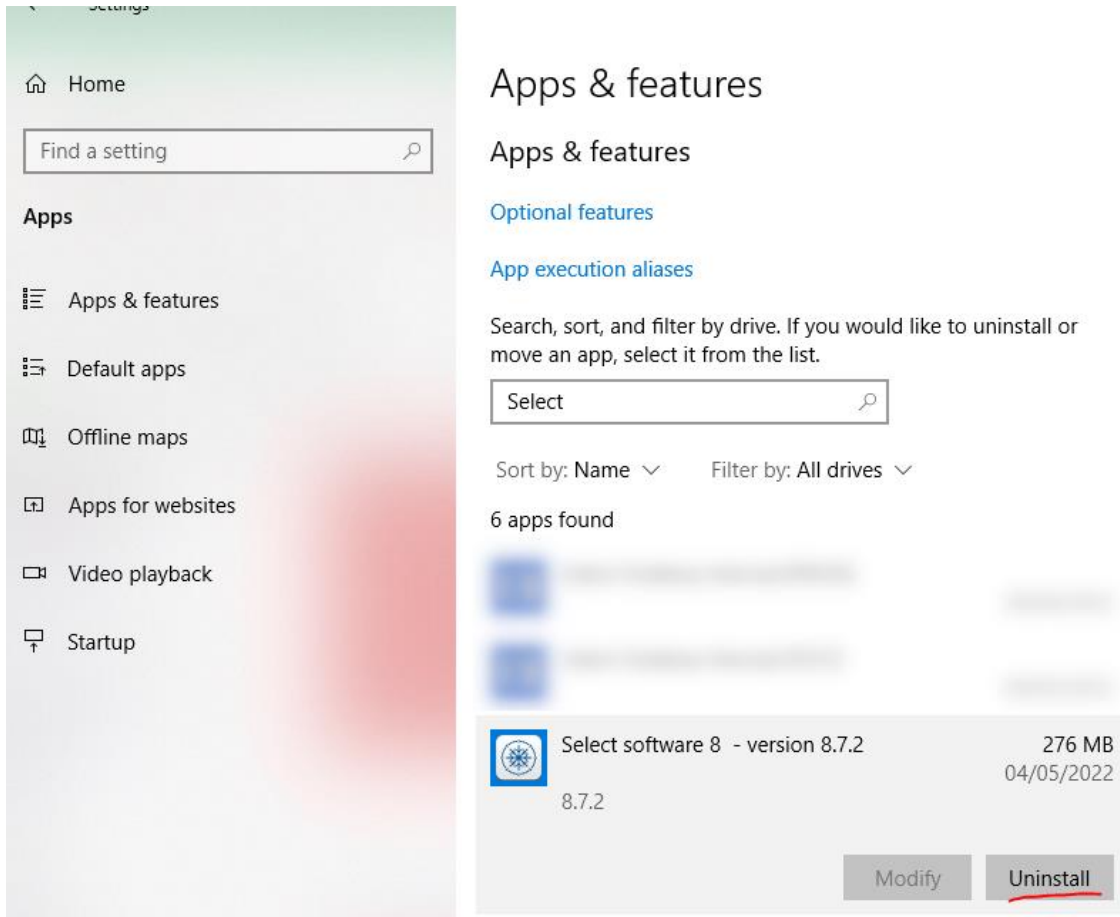 Settings
Home
Find a setting
Apps
Apps & features
Default apps
Offline maps
Apps for websites
Video playback
Startup
Apps & features
Apps & features
Optional features
App execution aliases
Search, sort, and filter by drive. If you would like to uninstall or
move an app, select it from the list.
Select
Sort by: Name Filter by: All drives
6 apps found
Select software 8 - version 8.7.2 276 MB
04/05/2022
8.7.2
Modify Uninstall